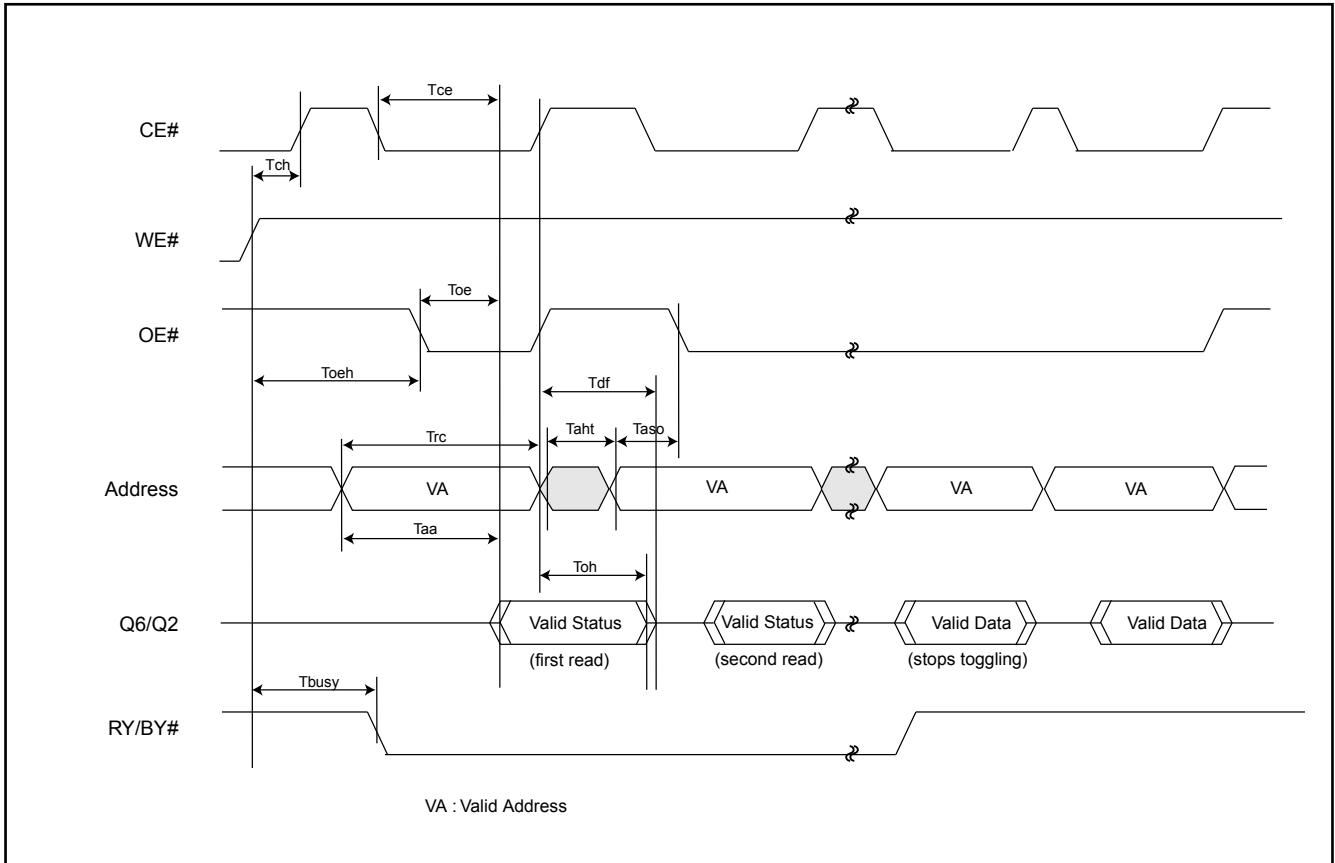 Tce
CE#
Tch
WE#
Toe
OE#
Toeh
Tdf
Trc
Taht
Taso
Address
VA
VA
VA
VA
Taa
Toh
Q6/Q2
Valid Status
Valid Status
Valid Data
Valid Data
(first read)
(second read)
(stops toggling)
Tbusy
RY/BY#
VA : Valid Address